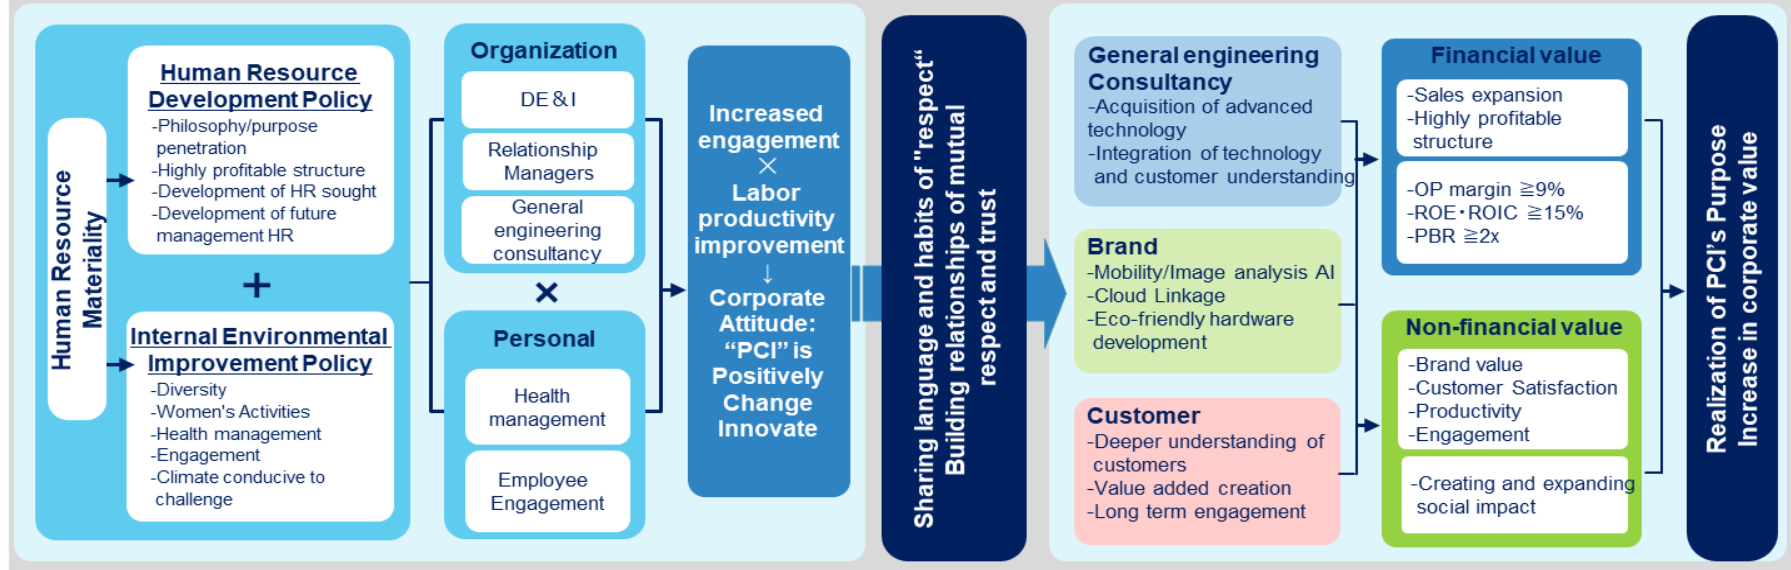 Human Resource
Materiality
Human Resource
Development Policy
-Philosophy/purpose
penetration
-Highly profitable structure
-Development of HR sought
-Development of future
management HR
+
Internal Environmental
Improvement Policy
-Diversity
-Women's Activities
-Health management
-Engagement
-Climate conducive to
challenge
Organization
DE＆I
Relationship
Managers
General
engineering
consultancy
×
Personal
Health
management
Employee
Engagement
Increased
engagement
×
Labor
productivity
improvement
↓
Corporate
Attitude:
“PCI” is
Positively
Change
Innovate
Sharing language and habits of "respect“
Building relationships of mutual
respect and trust
General engineering
Consultancy
-Acquisition of advanced
technology
-Integration of technology
and customer understanding
Brand
-Mobility/Image analysis AI
-Cloud Linkage
-Eco-friendly hardware
development
Customer
-Deeper understanding of
customers
-Value added creation
-Long term engagement
Financial value
-Sales expansion
-Highly profitable
structure
-OP margin ≧9%
-ROE・ROIC ≧15%
-PBR ≧2x
Non-financial value
-Brand value
-Customer Satisfaction
-Productivity
-Engagement
-Creating and expanding
social impact
Realization of PCI’s Purpose
Increase in corporate value